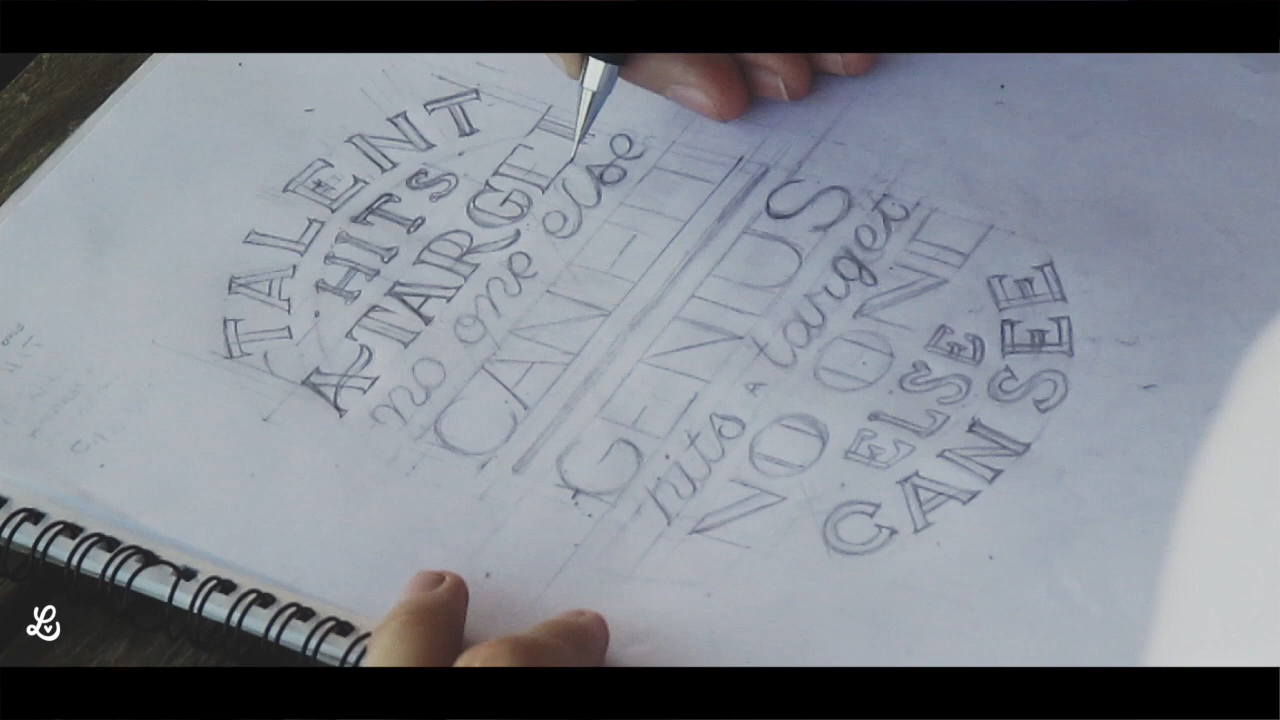 TALENT
HITS
A TARGET
no one else
CAN HIT
GENIUS
hits A target
NO ONE
ELSE
CAN SEE